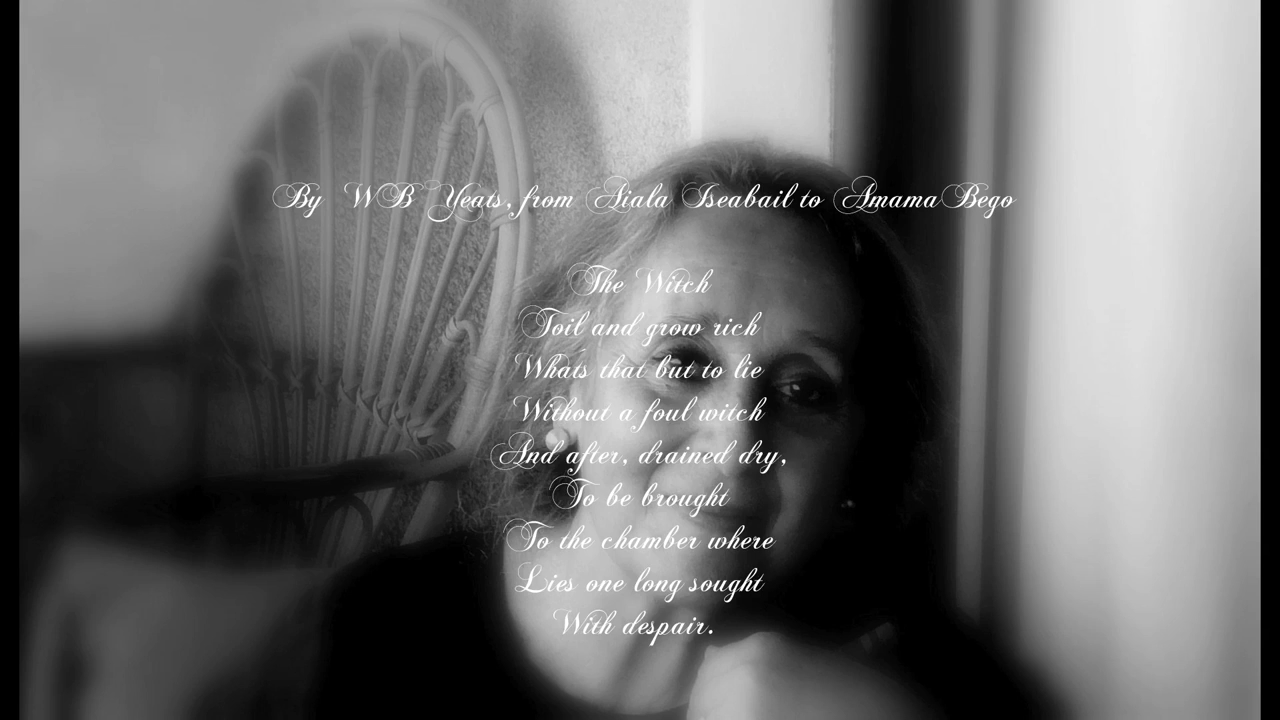 By WB Yeats, from Aiala Iseabail to Amama Bego
The Witch
Toil and grow rich
Whats that but to lie
Without a foul witch
And after, drained dry,
To be brought
To the chamber where
Lies one long sought
With despair.